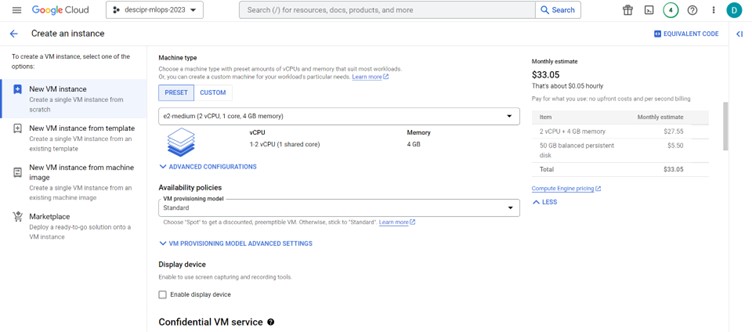 Google Cloud
descipr-mlops-2023
Search (/) for resources, docs, products, and more
Search
4
D
Create an instance
EQUIVALENT CODE
To create a VM instance, select one of the
options:
New VM instance
Create a single VM instance from
scratch
New VM instance from template
Create a single VM instance from
an existing template
New VM instance from machine
image
Create a single VM instance from
an existing machine image
Marketplace
Deploy a ready-to-go solution onto
a VM instance
Machine type
Choose a machine type with preset amounts of vCPUs and memory that suit most workloads.
Or, you can create a custom machine for your workload's particular needs. Learn more
PRESET
CUSTOM
e2-medium (2 vCPU, 1 core, 4 GB memory)
vCPU
Memory
1-2 vCPU (1 shared core)
4 GB
ADVANCED CONFIGURATIONS
Availability policies
VM provisioning model
Standard
Choose "Spot" to get a discounted, preemptible VM. Otherwise, stick to "Standard". Learn more
VM PROVISIONING MODEL ADVANCED SETTINGS
Display device
Enable to use screen capturing and recording tools.
Enable display device
Confidential VM service
Monthly estimate
$33.05
That's about $0.05 hourly
Pay for what you use: no upfront costs and per second billing
Item
Monthly estimate
2 vCPU + 4 GB memory
$27.55
50 GB balanced persistent
disk
$5.50
Total
$33.05
Compute Engine pricing
LESS